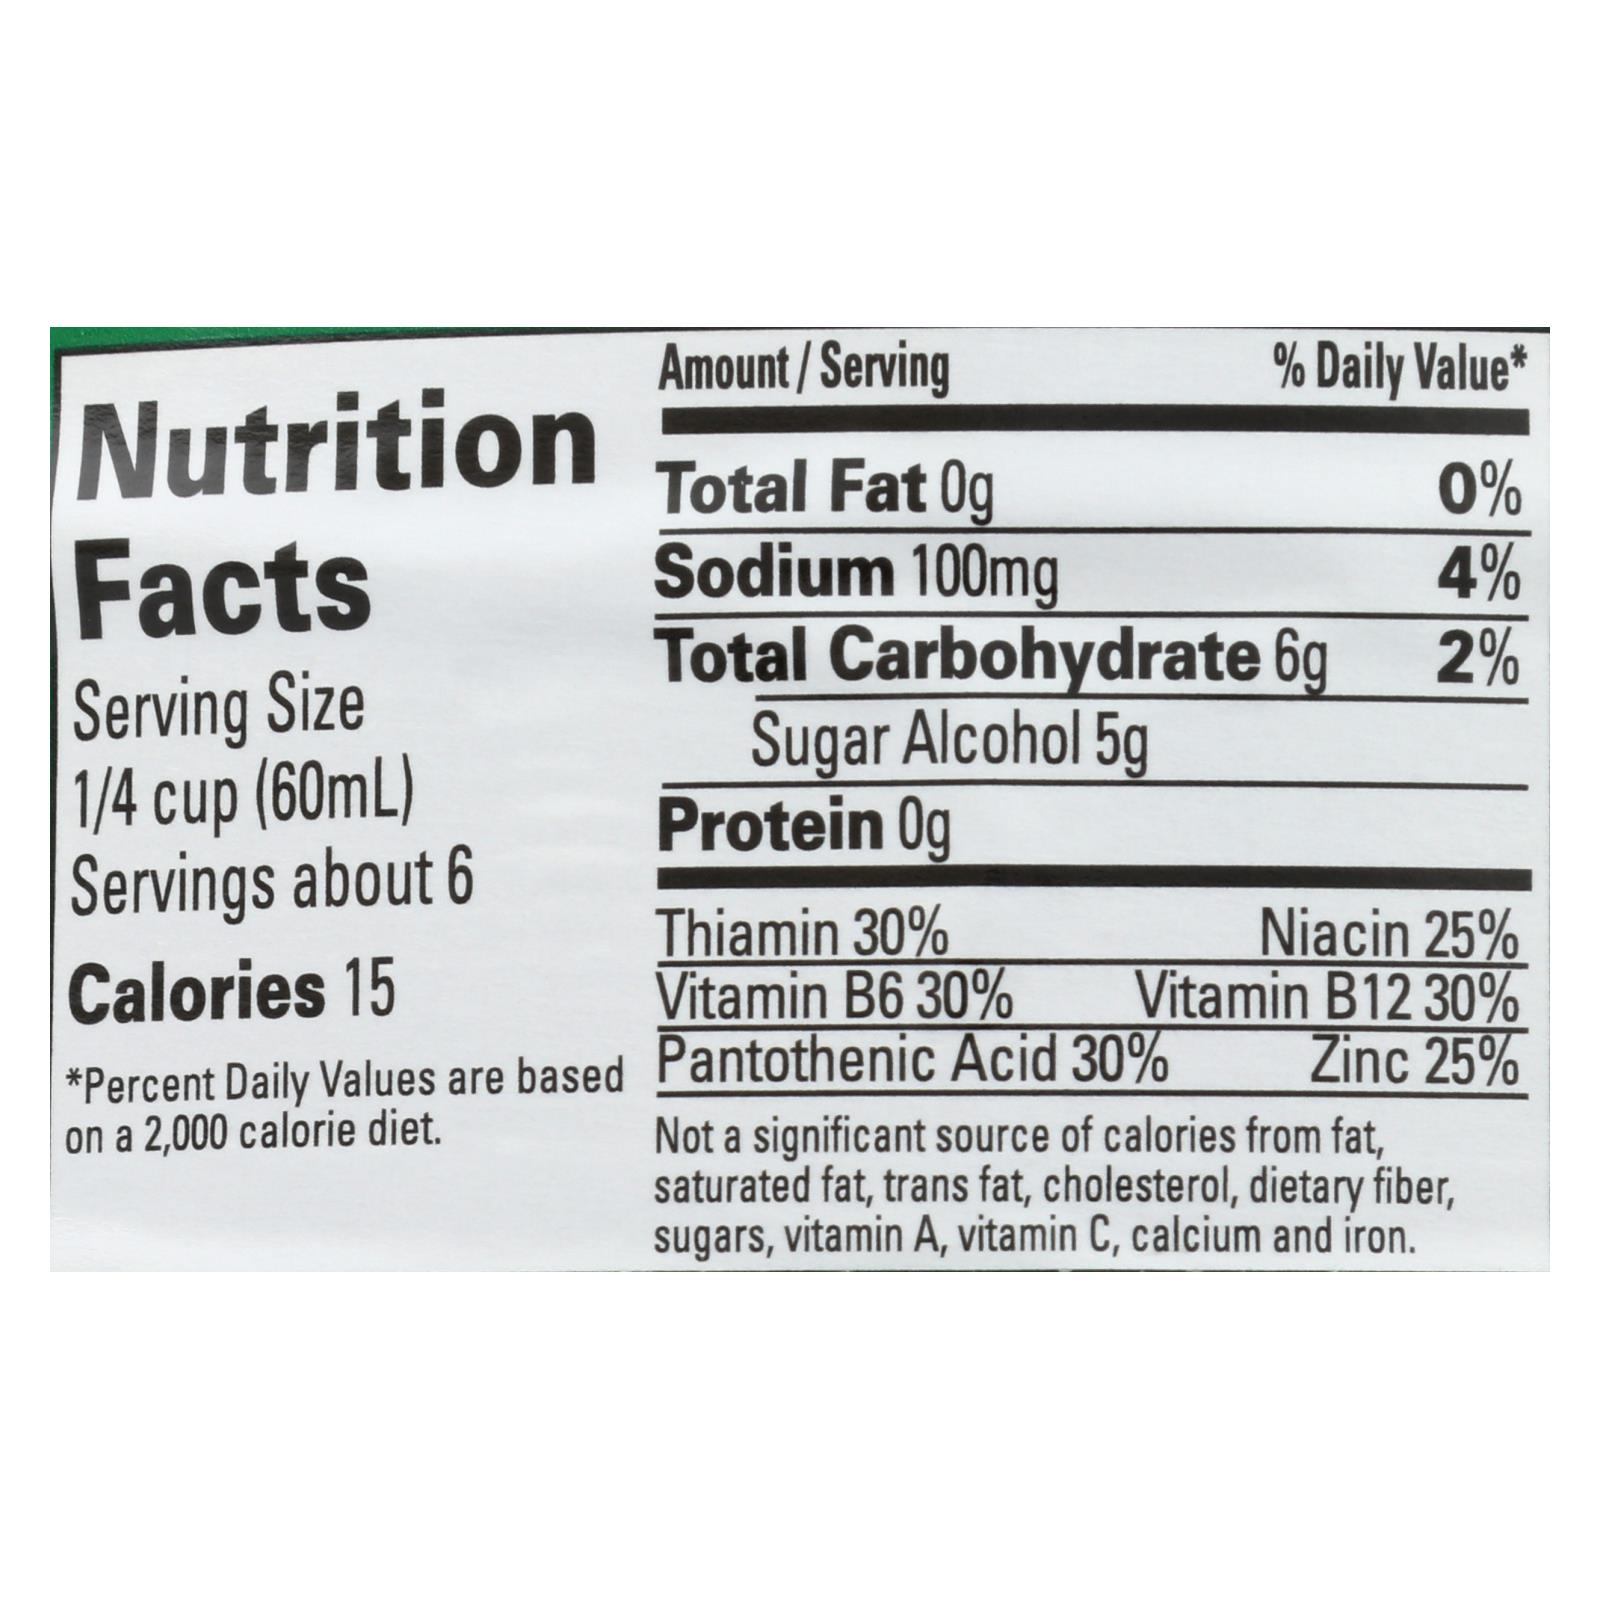 Nutrition
Facts
Serving Size
1/4 cup (60mL)
Servings about 6
Calories 15
*Percent Daily Values are based
on a 2,000 calorie diet.
Amount / Serving % Daily Value*
Total Fat 0g 0%
Sodium 100mg 4%
Total Carbohydrate 6g 2%
Sugar Alcohol 5g
Protein 0g
Thiamin 30% Niacin 25%
Vitamin B6 30% Vitamin B12 30%
Pantothenic Acid 30% Zinc 25%
Not a significant source of calories from fat,
saturated fat, trans fat, cholesterol, dietary fiber,
sugars, vitamin A, vitamin C, calcium and iron.